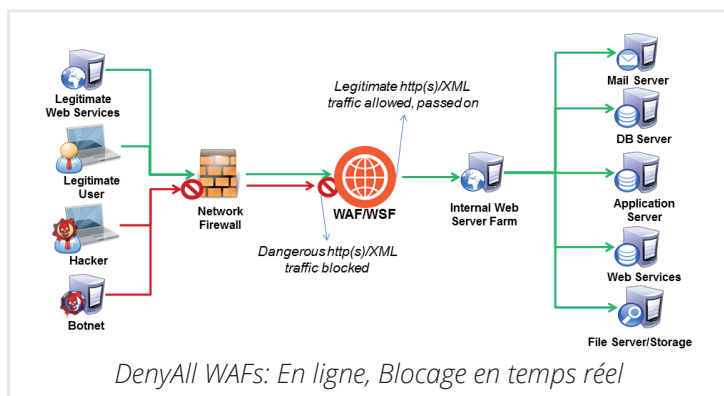 Legitimate
Web Services
Legitimate
User
Hacker
Botnet
Network
Firewall
Legitimate http(s)/XML
traffic allowed, passed on
WAF/WSF
Dangerous http(s)/XML
traffic blocked
Internal Web
Server Farm
Mail Server
DB Server
Application
Server
Web Services
File Server/Storage
DenyAll WAFs: En ligne, Blocage en temps réel